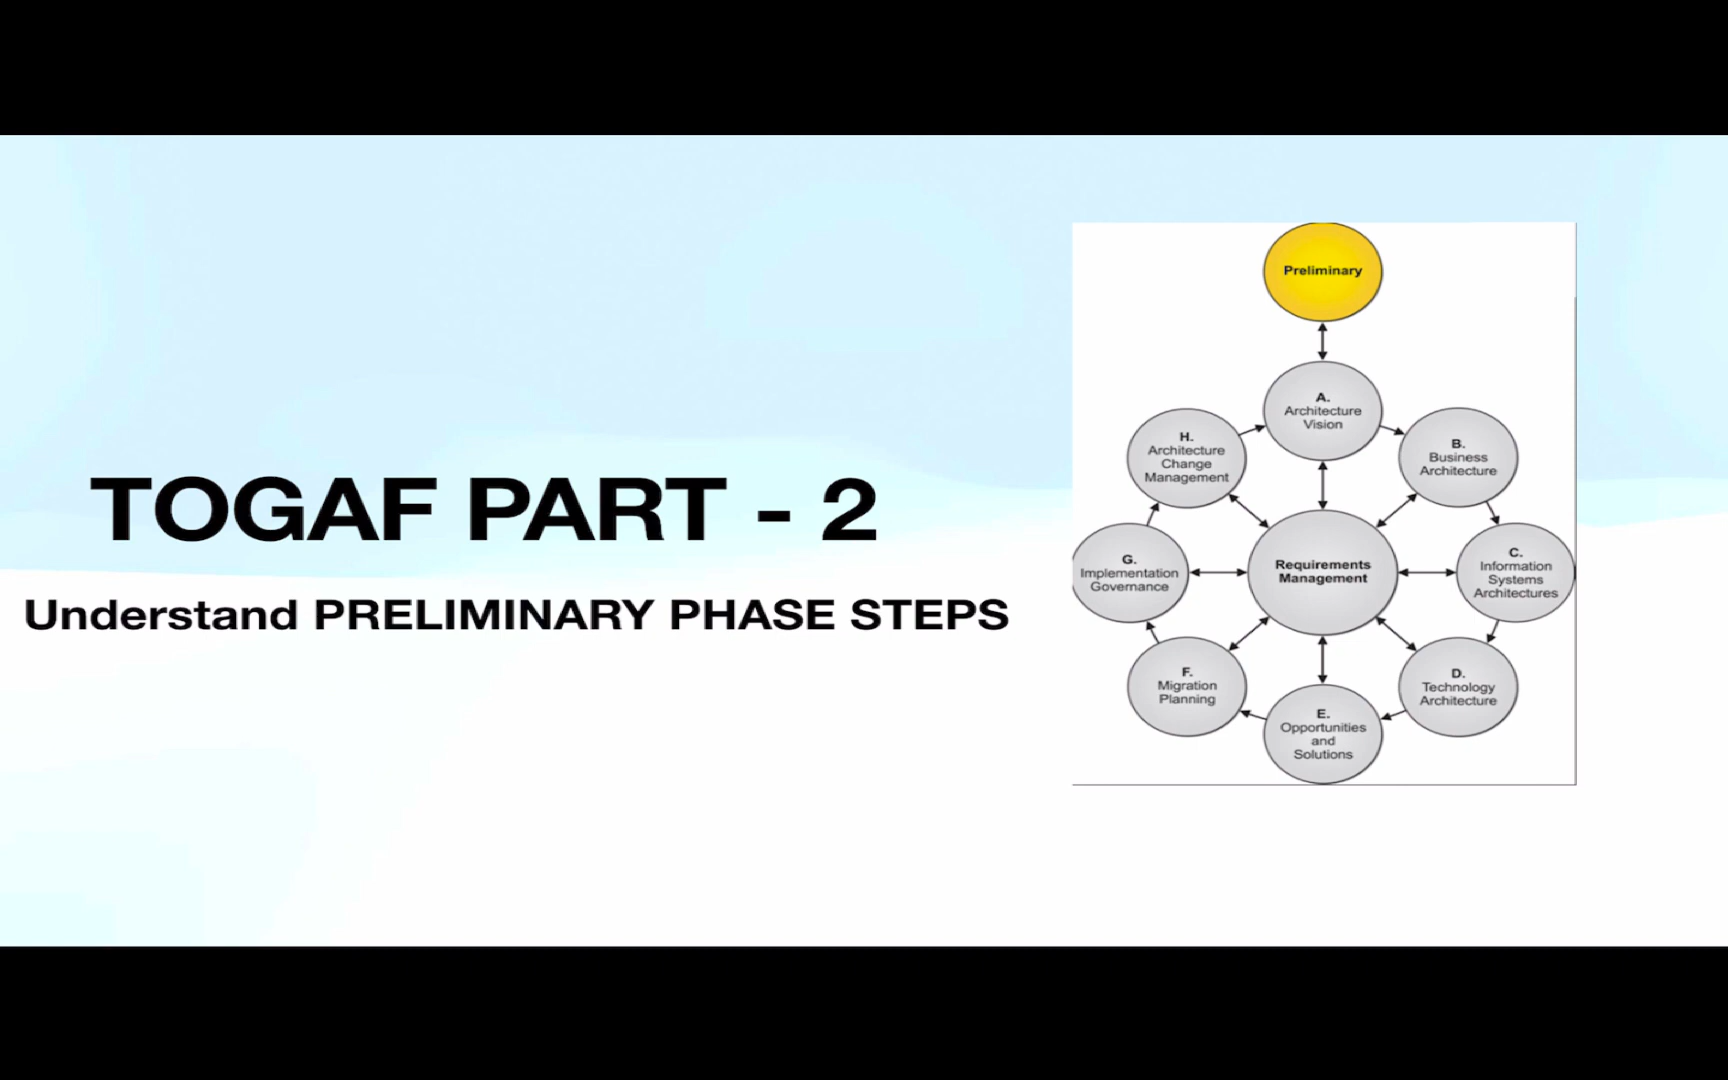 TOGAF PART - 2
Understand PRELIMINARY PHASE STEPS
Preliminary
A.
Architecture
Vision
B.
Business
Architecture
C.
Information
Systems
Architectures
D.
Technology
Architecture
E.
Opportunities
and
Solutions
F.
Migration
Planning
G.
Implementation
Governance
H.
Architecture
Change
Management
Requirements
Management